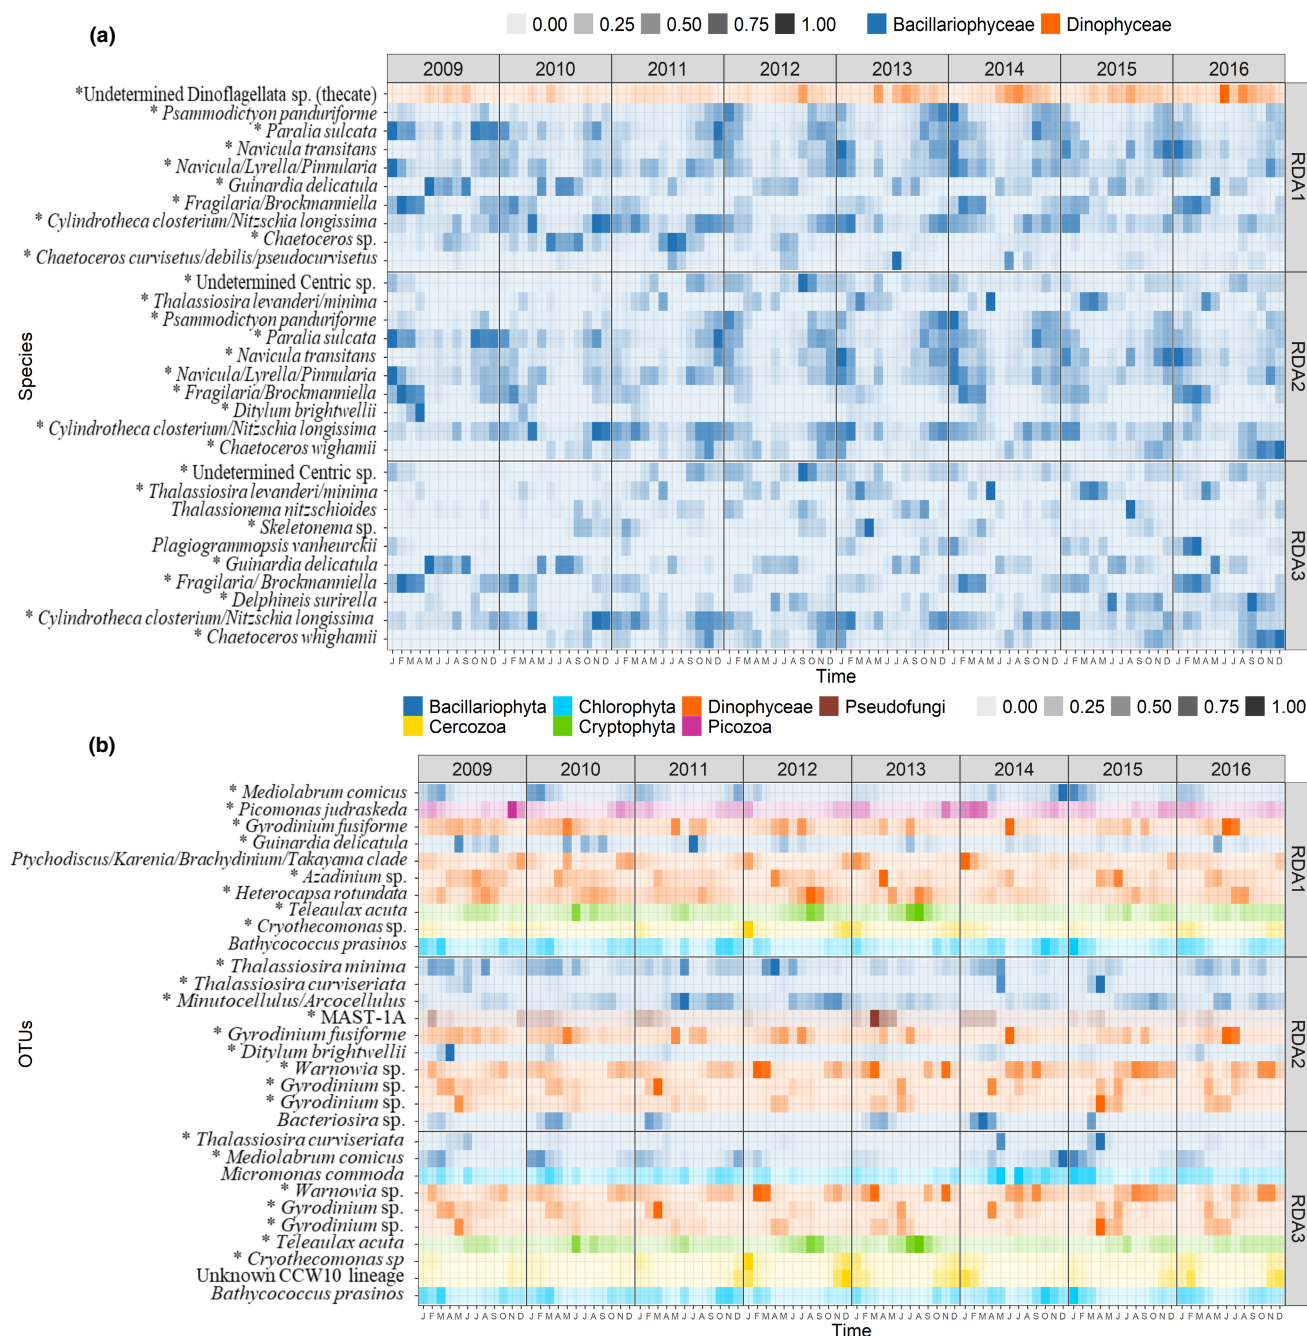 (a)
0.00 0.25 0.50 0.75 1.00 Bacillariophyceae Dinophyceae
2009 2010 2011 2012 2013 2014 2015 2016
Species
*Undetermined Dinoflagellata sp. (thecate)
* Psammodictyon panduriforme
* Paralia sulcata
* Navicula transitans
* Navicula/Lyrella/Pinnularia
* Guinardia delicatula
* Fragilaria/Brockmanniella
* Cylindrotheca closterium/Nitzschia longissima
* Chaetoceros sp.
* Chaetoceros curvisetus/debilis/pseudocurvisetus
RDA1
* Undetermined Centric sp.
* Thalassiosira levanderi/minima
* Psammodictyon panduriforme
* Paralia sulcata
* Navicula transitans
* Navicula/Lyrella/Pinnularia
* Fragilaria/Brockmanniella
* Ditylum brightwellii
* Cylindrotheca closterium/Nitzschia longissima
* Chaetoceros wighamii
RDA2
* Undetermined Centric sp.
* Thalassiosira levanderi/minima
Thalassionema nitzschioides
* Skeletonema sp.
Plagiogrammopsis vanheurckii
* Guinardia delicatula
* Fragilaria/ Brockmanniella
* Delphineis surirella
* Cylindrotheca closterium/Nitzschia longissima
* Chaetoceros whighamii
RDA3
J F M A M J J A S O N D J F M A M J J A S O N D J F M A M J J A S O N D J F M A M J J A S O N D J F M A M J J A S O N D J F M A M J J A S O N D J F M A M J J A S O N D J F M A M J J A S O N D
Time
Bacillariophyta Chlorophyta Dinophyceae Pseudofungi 0.00 0.25 0.50 0.75 1.00
Cercozoa Cryptophyta Picozoa
(b)
2009 2010 2011 2012 2013 2014 2015 2016
OTUs
* Mediolabrum comicus
* Picomonas judraskeda
* Gyrodinium fusiforme
* Guinardia delicatula
Ptychodiscus/Karenia/Brachydinium/Takayama clade
* Azadinium sp.
* Heterocapsa rotundata
* Teleaulax acuta
* Cryothecomonas sp.
Bathycoccus prasinos
RDA1
* Thalassiosira minima
* Thalassiosira curviseriata
* Minutocellulus/Arcocellulus
* MAST-1A
* Gyrodinium fusiforme
* Ditylum brightwellii
* Warnowia sp.
* Gyrodinium sp.
* Gyrodinium sp.
Bacteriosira sp.
RDA2
* Thalassiosira curviseriata
* Mediolabrum comicus
Micromonas commoda
* Warnowia sp.
* Gyrodinium sp.
* Gyrodinium sp.
* Teleaulax acuta
* Cryothecomonas sp
Unknown CCW10 lineage
Bathycoccus prasinos
RDA3
J F M A M J J A S O N D J F M A M J J A S O N D J F M A M J J A S O N D J F M A M J J A S O N D J F M A M J J A S O N D J F M A M J J A S O N D J F M A M J J A S O N D J F M A M J J A S O N D
Time